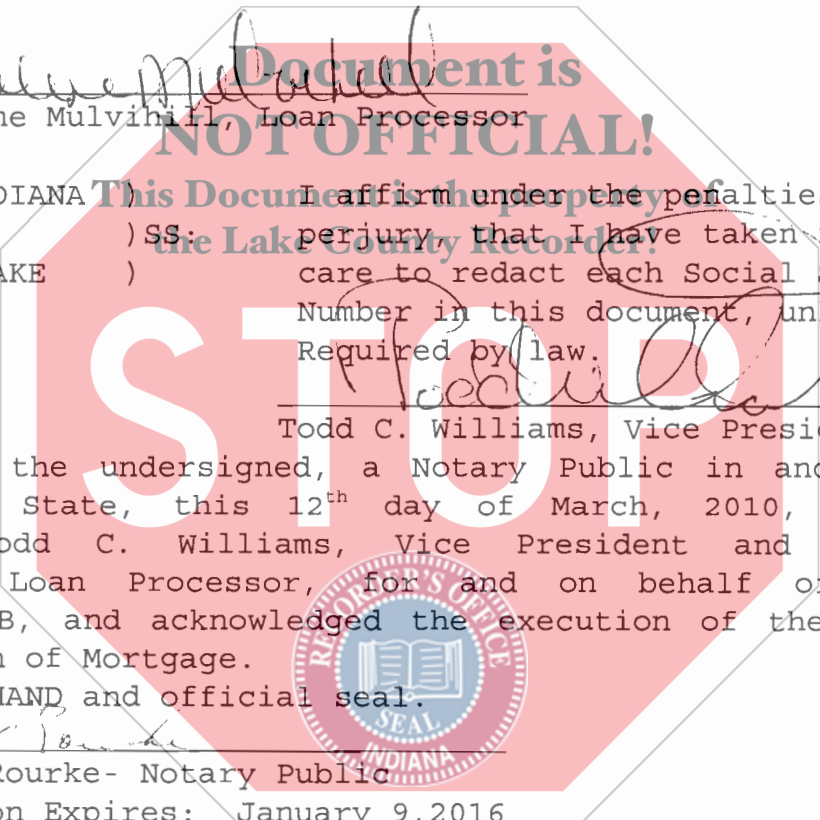 Document is
ne Mulvihill, Loan Processor
NOT OFFICIAL!
DIANA ) I affirm under the penaltie
This Document is the property of
)SS: perjury, that I have taken
the Lake County Recorder!
AKE ) care to redact each Social S
Number in this document, unl
Required by law.
STOP
Todd C. Williams, Vice Presi
the undersigned, a Notary Public in and
State, this 12th day of March, 2010,
odd C. Williams, Vice President and
Loan Processor, for and on behalf of
B, and acknowledged the execution of the
n of Mortgage.
HAND and official seal.
RECORDER'S OFFICE
SEAL
INDIANA
Rourke- Notary Public
on Expires: January 9,2016